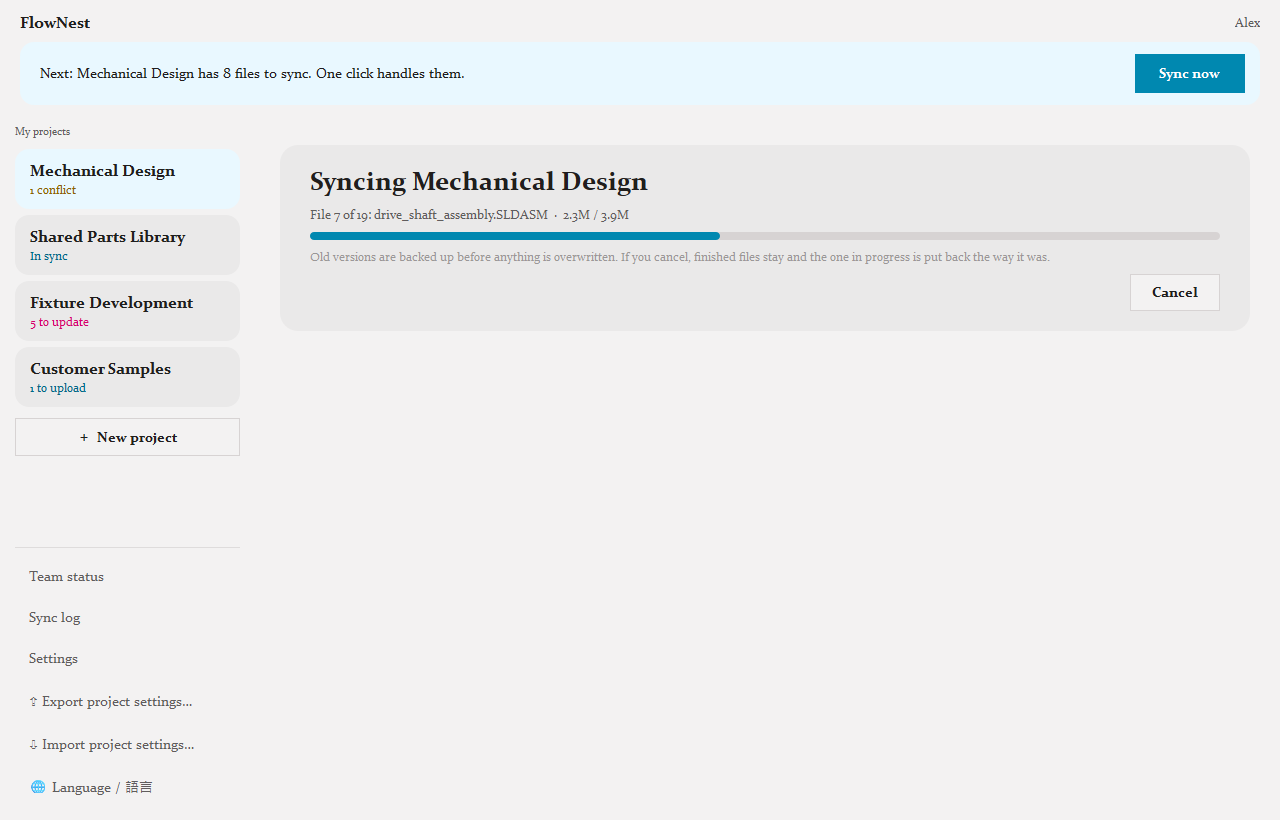 FlowNest
Alex
Next: Mechanical Design has 8 files to sync. One click handles them.
Sync now
My projects
Mechanical Design
1 conflict
Shared Parts Library
In sync
Fixture Development
5 to update
Customer Samples
1 to upload
+ New project
Syncing Mechanical Design
File 7 of 19: drive_shaft_assembly.SLDASM · 2.3M / 3.9M
Old versions are backed up before anything is overwritten. If you cancel, finished files stay and the one in progress is put back the way it was.
Cancel
Team status
Sync log
Settings
⇧ Export project settings...
⇩ Import project settings...
🌐 Language / 語言